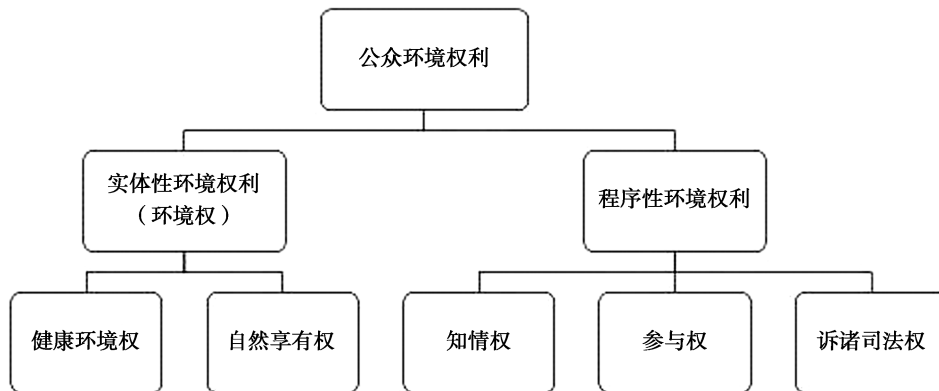 公众环境权利
实体性环境权利
（环境权）
程序性环境权利
健康环境权
自然享有权
知情权
参与权
诉诸司法权